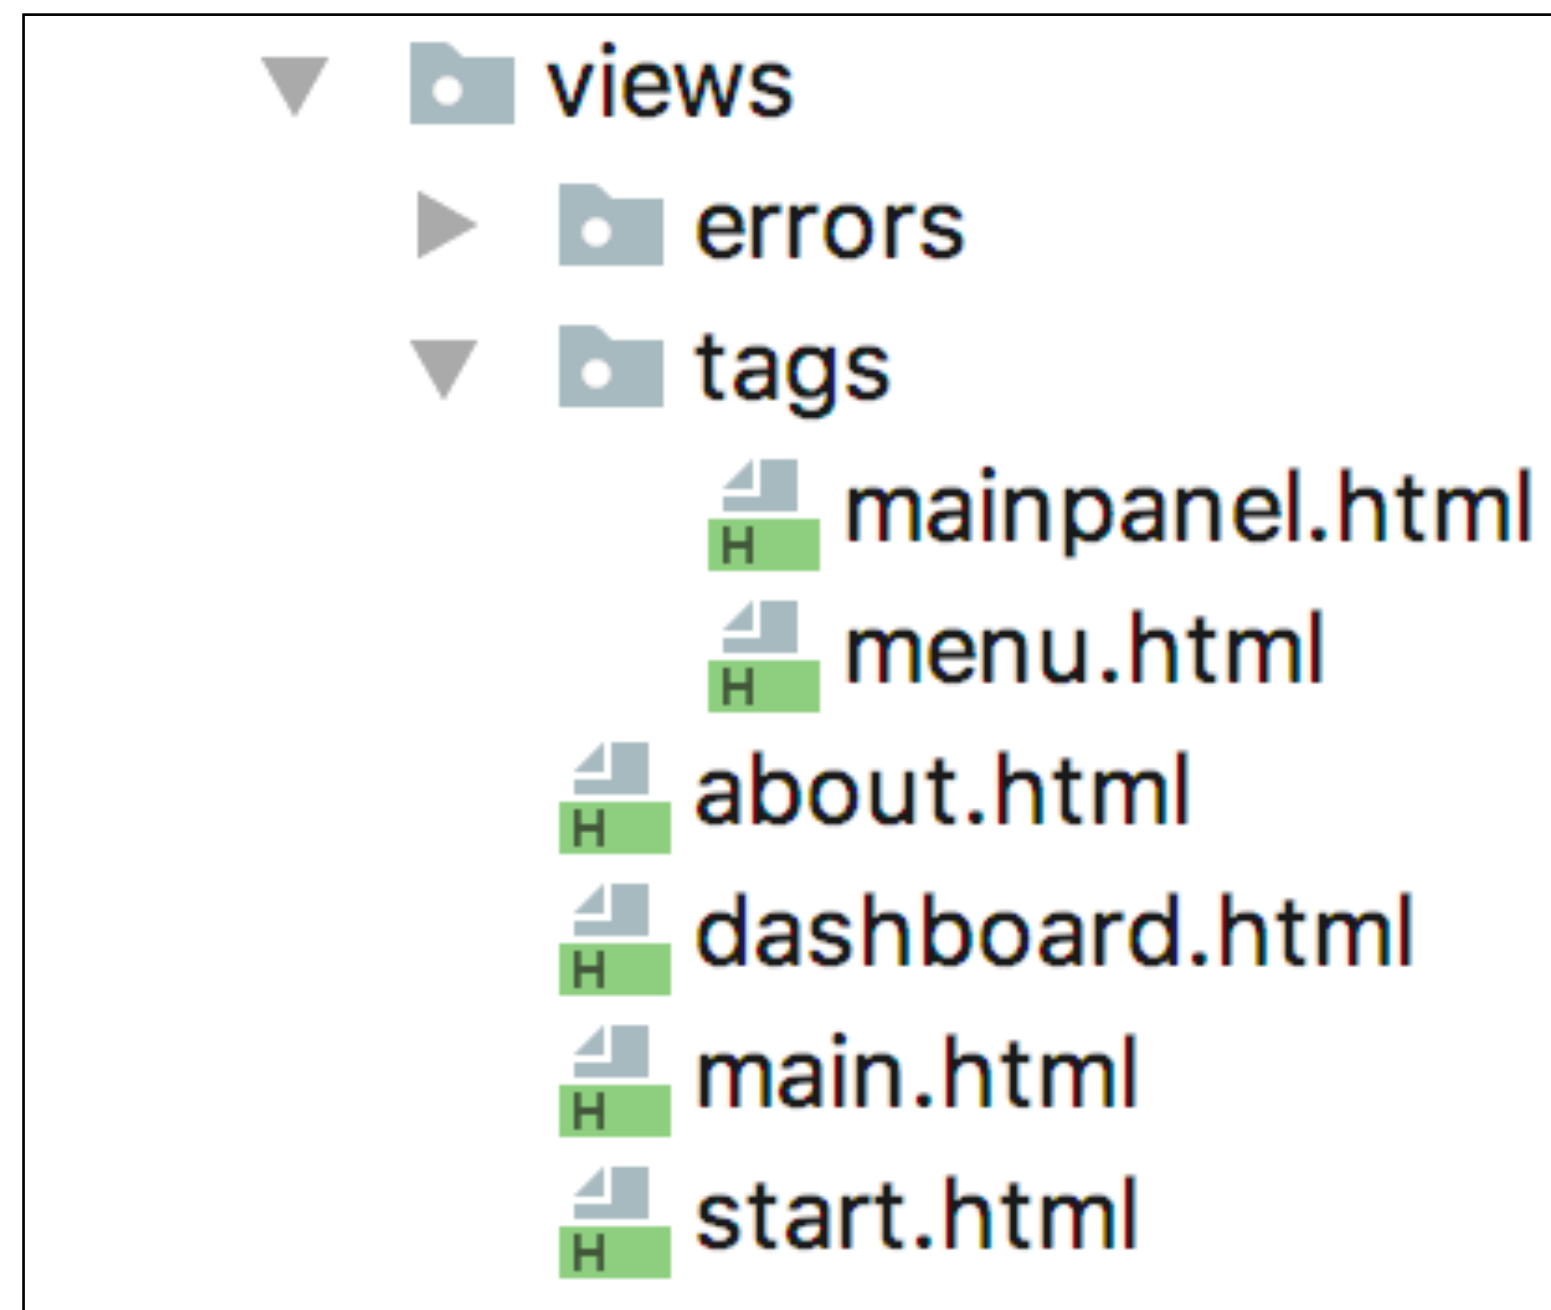 views
errors
tags
H mainpanel.html
H menu.html
H about.html
H dashboard.html
H main.html
H start.html